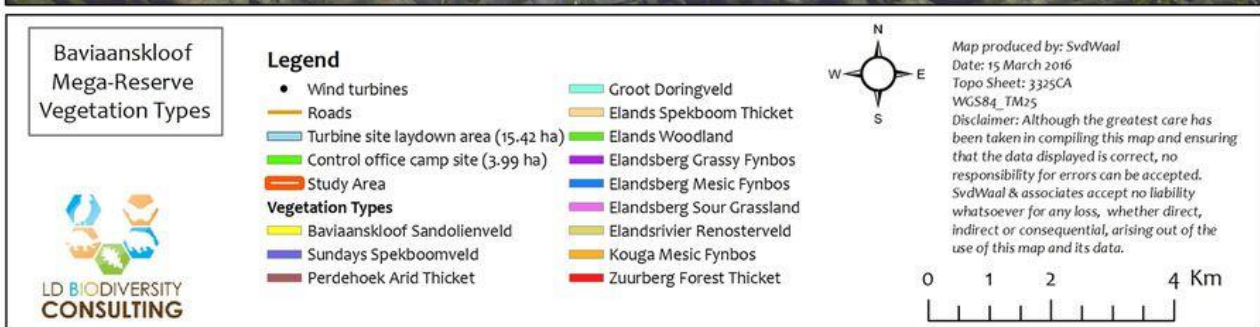 Baviaanskloof
Mega-Reserve
Vegetation Types
LD BIODIVERSITY
CONSULTING
Legend
Wind turbines
Roads
Turbine site laydown area (15.42 ha)
Control office camp site (3.99 ha)
Study Area
Vegetation Types
Baviaanskloof Sandolienveld
Sundays Spekboomveld
Perdehoek Arid Thicket
Groot Doringveld
Elands Spekboom Thicket
Elands Woodland
Elandsberg Grassy Fynbos
Elandsberg Mesic Fynbos
Elandsberg Sour Grassland
Elandsrivier Renosterveld
Kouga Mesic Fynbos
Zuurberg Forest Thicket
N
W E
S
Map produced by: SvdWaal
Date: 15 March 2016
Topo Sheet: 3325CA
WGS84_TM25
Disclaimer: Although the greatest care has
been taken in compiling this map and ensuring
that the data displayed is correct, no
responsibility for errors can be accepted.
SvdWaal & associates accept no liability
whatsoever for any loss, whether direct,
indirect or consequential, arising out of the
use of this map and its data.
0 1 2 4 Km